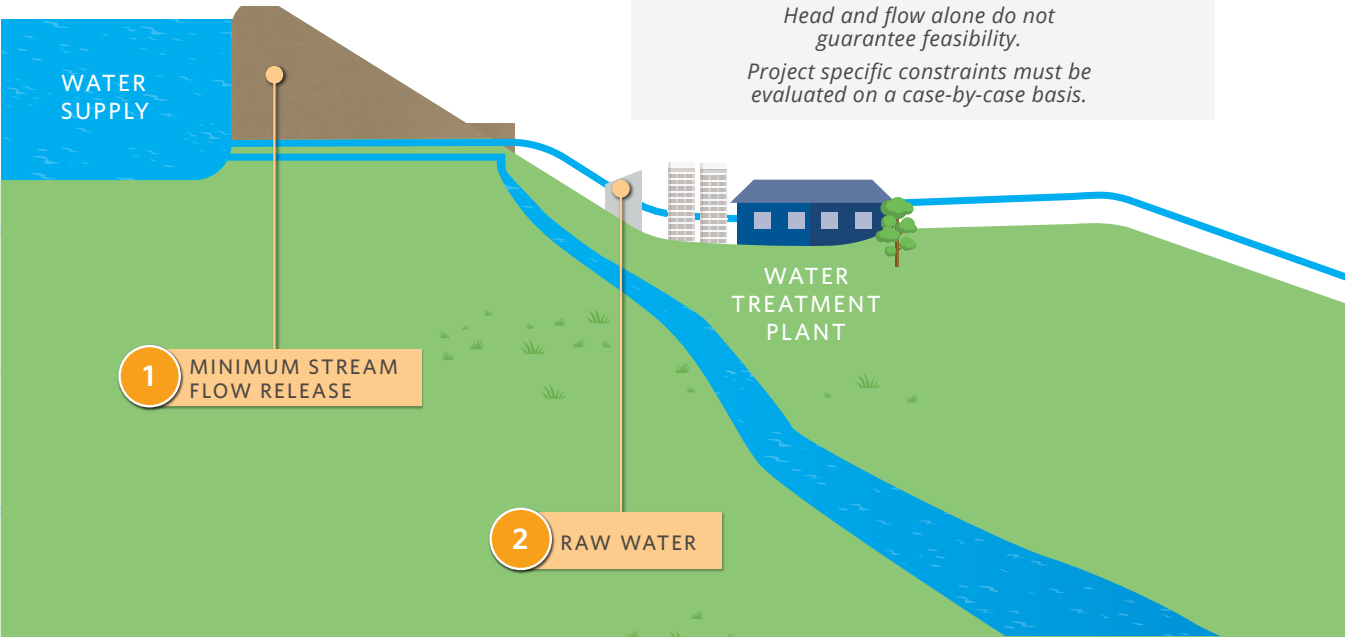 Head and flow alone do not
guarantee feasibility.
Project specific constraints must be
evaluated on a case-by-case basis.
WATER
SUPPLY
WATER
TREATMENT
PLANT
1
MINIMUM STREAM
FLOW RELEASE
2
RAW WATER